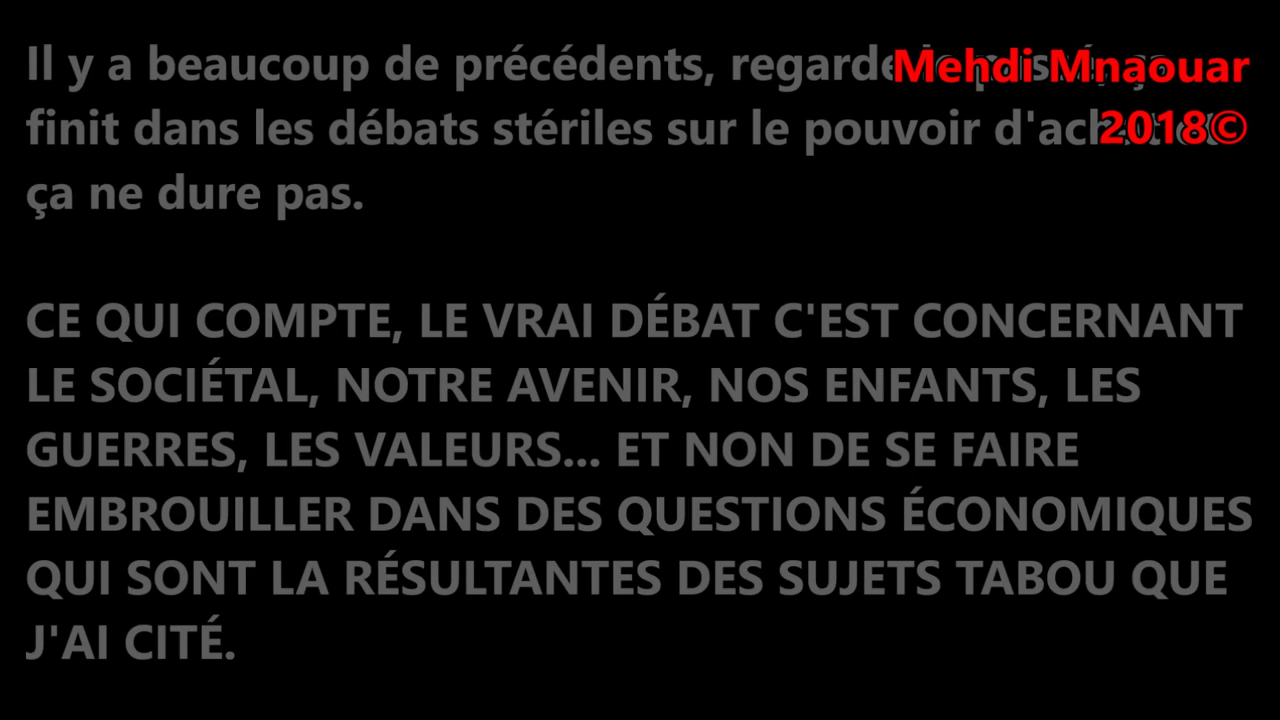 Il y a beaucoup de précédents, regarde
Mehdi Mnaouar
finit dans les débats stériles sur le pouvoir
2018©
ça ne dure pas.
CE QUI COMPTE, LE VRAI DÉBAT C'EST CONCERNANT
LE SOCIÉTAL, NOTRE AVENIR, NOS ENFANTS, LES
GUERRES, LES VALEURS... ET NON DE SE FAIRE
EMBROUILLER DANS DES QUESTIONS ÉCONOMIQUES
QUI SONT LA RÉSULTANTES DES SUJETS TABOU QUE
J'AI CITÉ.